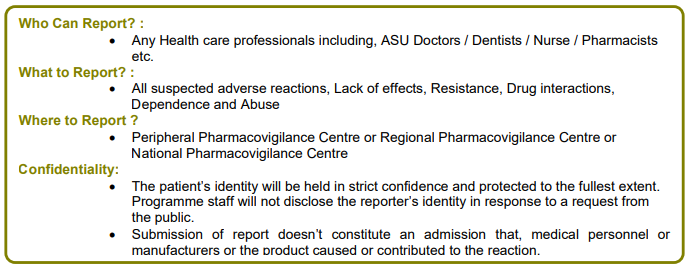 Who Can Report? :
• Any Health care professionals including, ASU Doctors / Dentists / Nurse / Pharmacists
etc.
What to Report? :
• All suspected adverse reactions, Lack of effects, Resistance, Drug interactions,
Dependence and Abuse
Where to Report ?
• Peripheral Pharmacovigilance Centre or Regional Pharmacovigilance Centre or
National Pharmacovigilance Centre
Confidentiality:
• The patient's identity will be held in strict confidence and protected to the fullest extent.
Programme staff will not disclose the reporter's identity in response to a request from
the public.
• Submission of report doesn't constitute an admission that, medical personnel or
manufacturers or the product caused or contributed to the reaction.